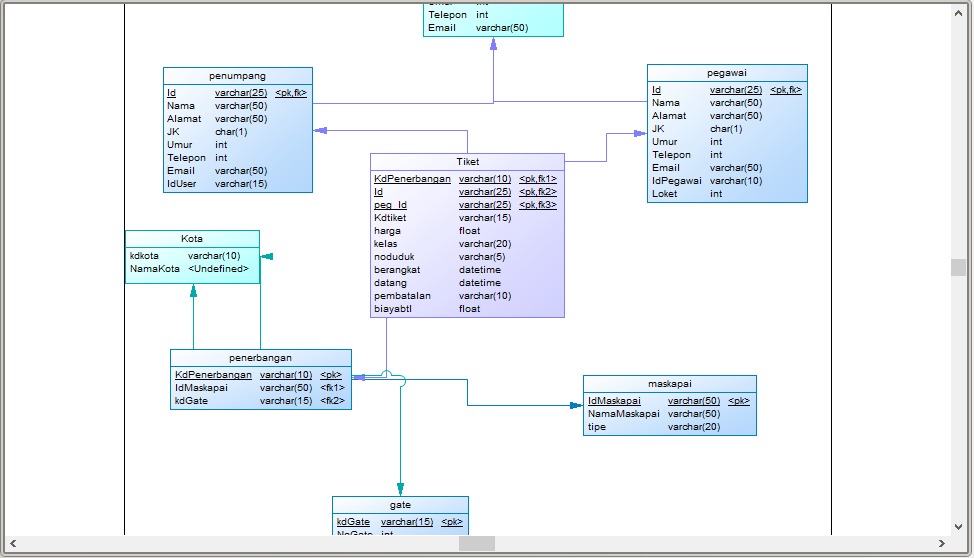 Telepon int
Email varchar(50)
penumpang
Id varchar(25) <pk,fk>
Nama varchar(50)
Alamat varchar(50)
JK char(1)
Umur int
Telepon int
Email varchar(50)
IdUser varchar(15)
pegawai
Id varchar(25) <pk,fk>
Nama varchar(50)
Alamat varchar(50)
JK char(1)
Umur int
Telepon int
Email varchar(50)
IdPegawai varchar(10)
Loket int
Tiket
KdPenerbangan varchar(10) <pk,fk1>
Id varchar(25) <pk,fk2>
peg_Id varchar(25) <pk,fk3>
Kdtiket varchar(15)
harga float
kelas varchar(20)
noduduk varchar(5)
berangkat datetime
datang datetime
pembatalan varchar(10)
biayabtl float
Kota
kdkota varchar(10)
NamaKota <Undefined>
penerbangan
KdPenerbangan varchar(10) <pk>
IdMaskapai varchar(50) <fk1>
kdGate varchar(15) <fk2>
maskapai
IdMaskapai varchar(50) <pk>
NamaMaskapai varchar(50)
tipe varchar(20)
gate
kdGate varchar(15) <pk>
NoGate int